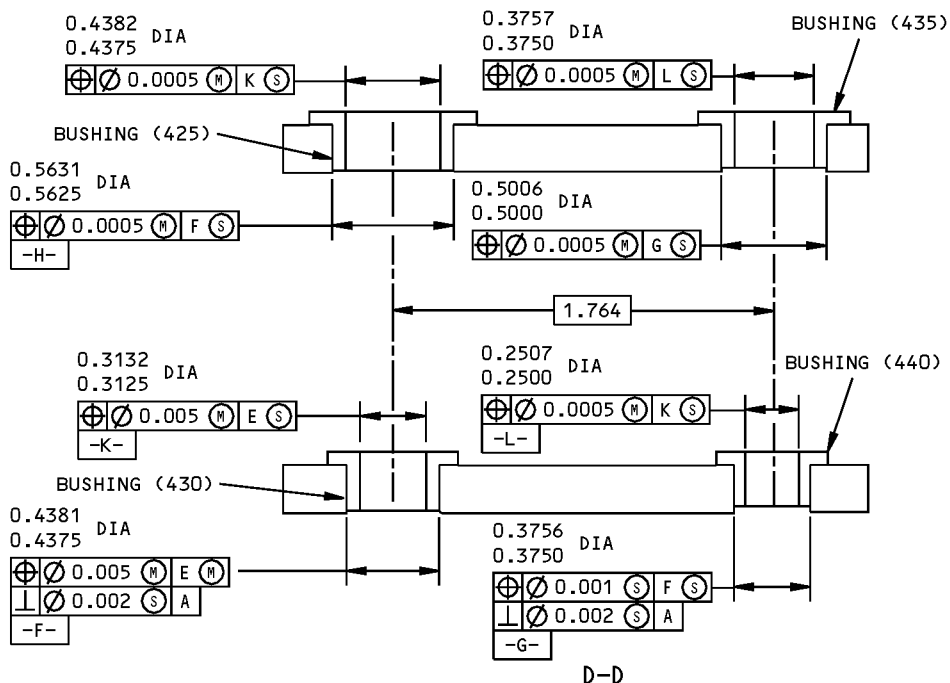 0.4382
0.4375 DIA
⌖ ⌀ 0.0005 Ⓜ K Ⓢ
0.3757
0.3750 DIA
⌖ ⌀ 0.0005 Ⓜ L Ⓢ
BUSHING (435)
BUSHING (425)
0.5631
0.5625 DIA
⌖ ⌀ 0.0005 Ⓜ F Ⓢ
-H-
0.5006
0.5000 DIA
⌖ ⌀ 0.0005 Ⓜ G Ⓢ
1.764
0.3132
0.3125 DIA
⌖ ⌀ 0.005 Ⓜ E Ⓢ
-K-
0.2507
0.2500 DIA
⌖ ⌀ 0.0005 Ⓜ K Ⓢ
-L-
BUSHING (440)
BUSHING (430)
0.4381
0.4375 DIA
⌖ ⌀ 0.005 Ⓜ E Ⓜ
⊥ ⌀ 0.002 Ⓢ A
-F-
0.3756
0.3750 DIA
⌖ ⌀ 0.001 Ⓢ F Ⓢ
⊥ ⌀ 0.002 Ⓢ A
-G-
D-D